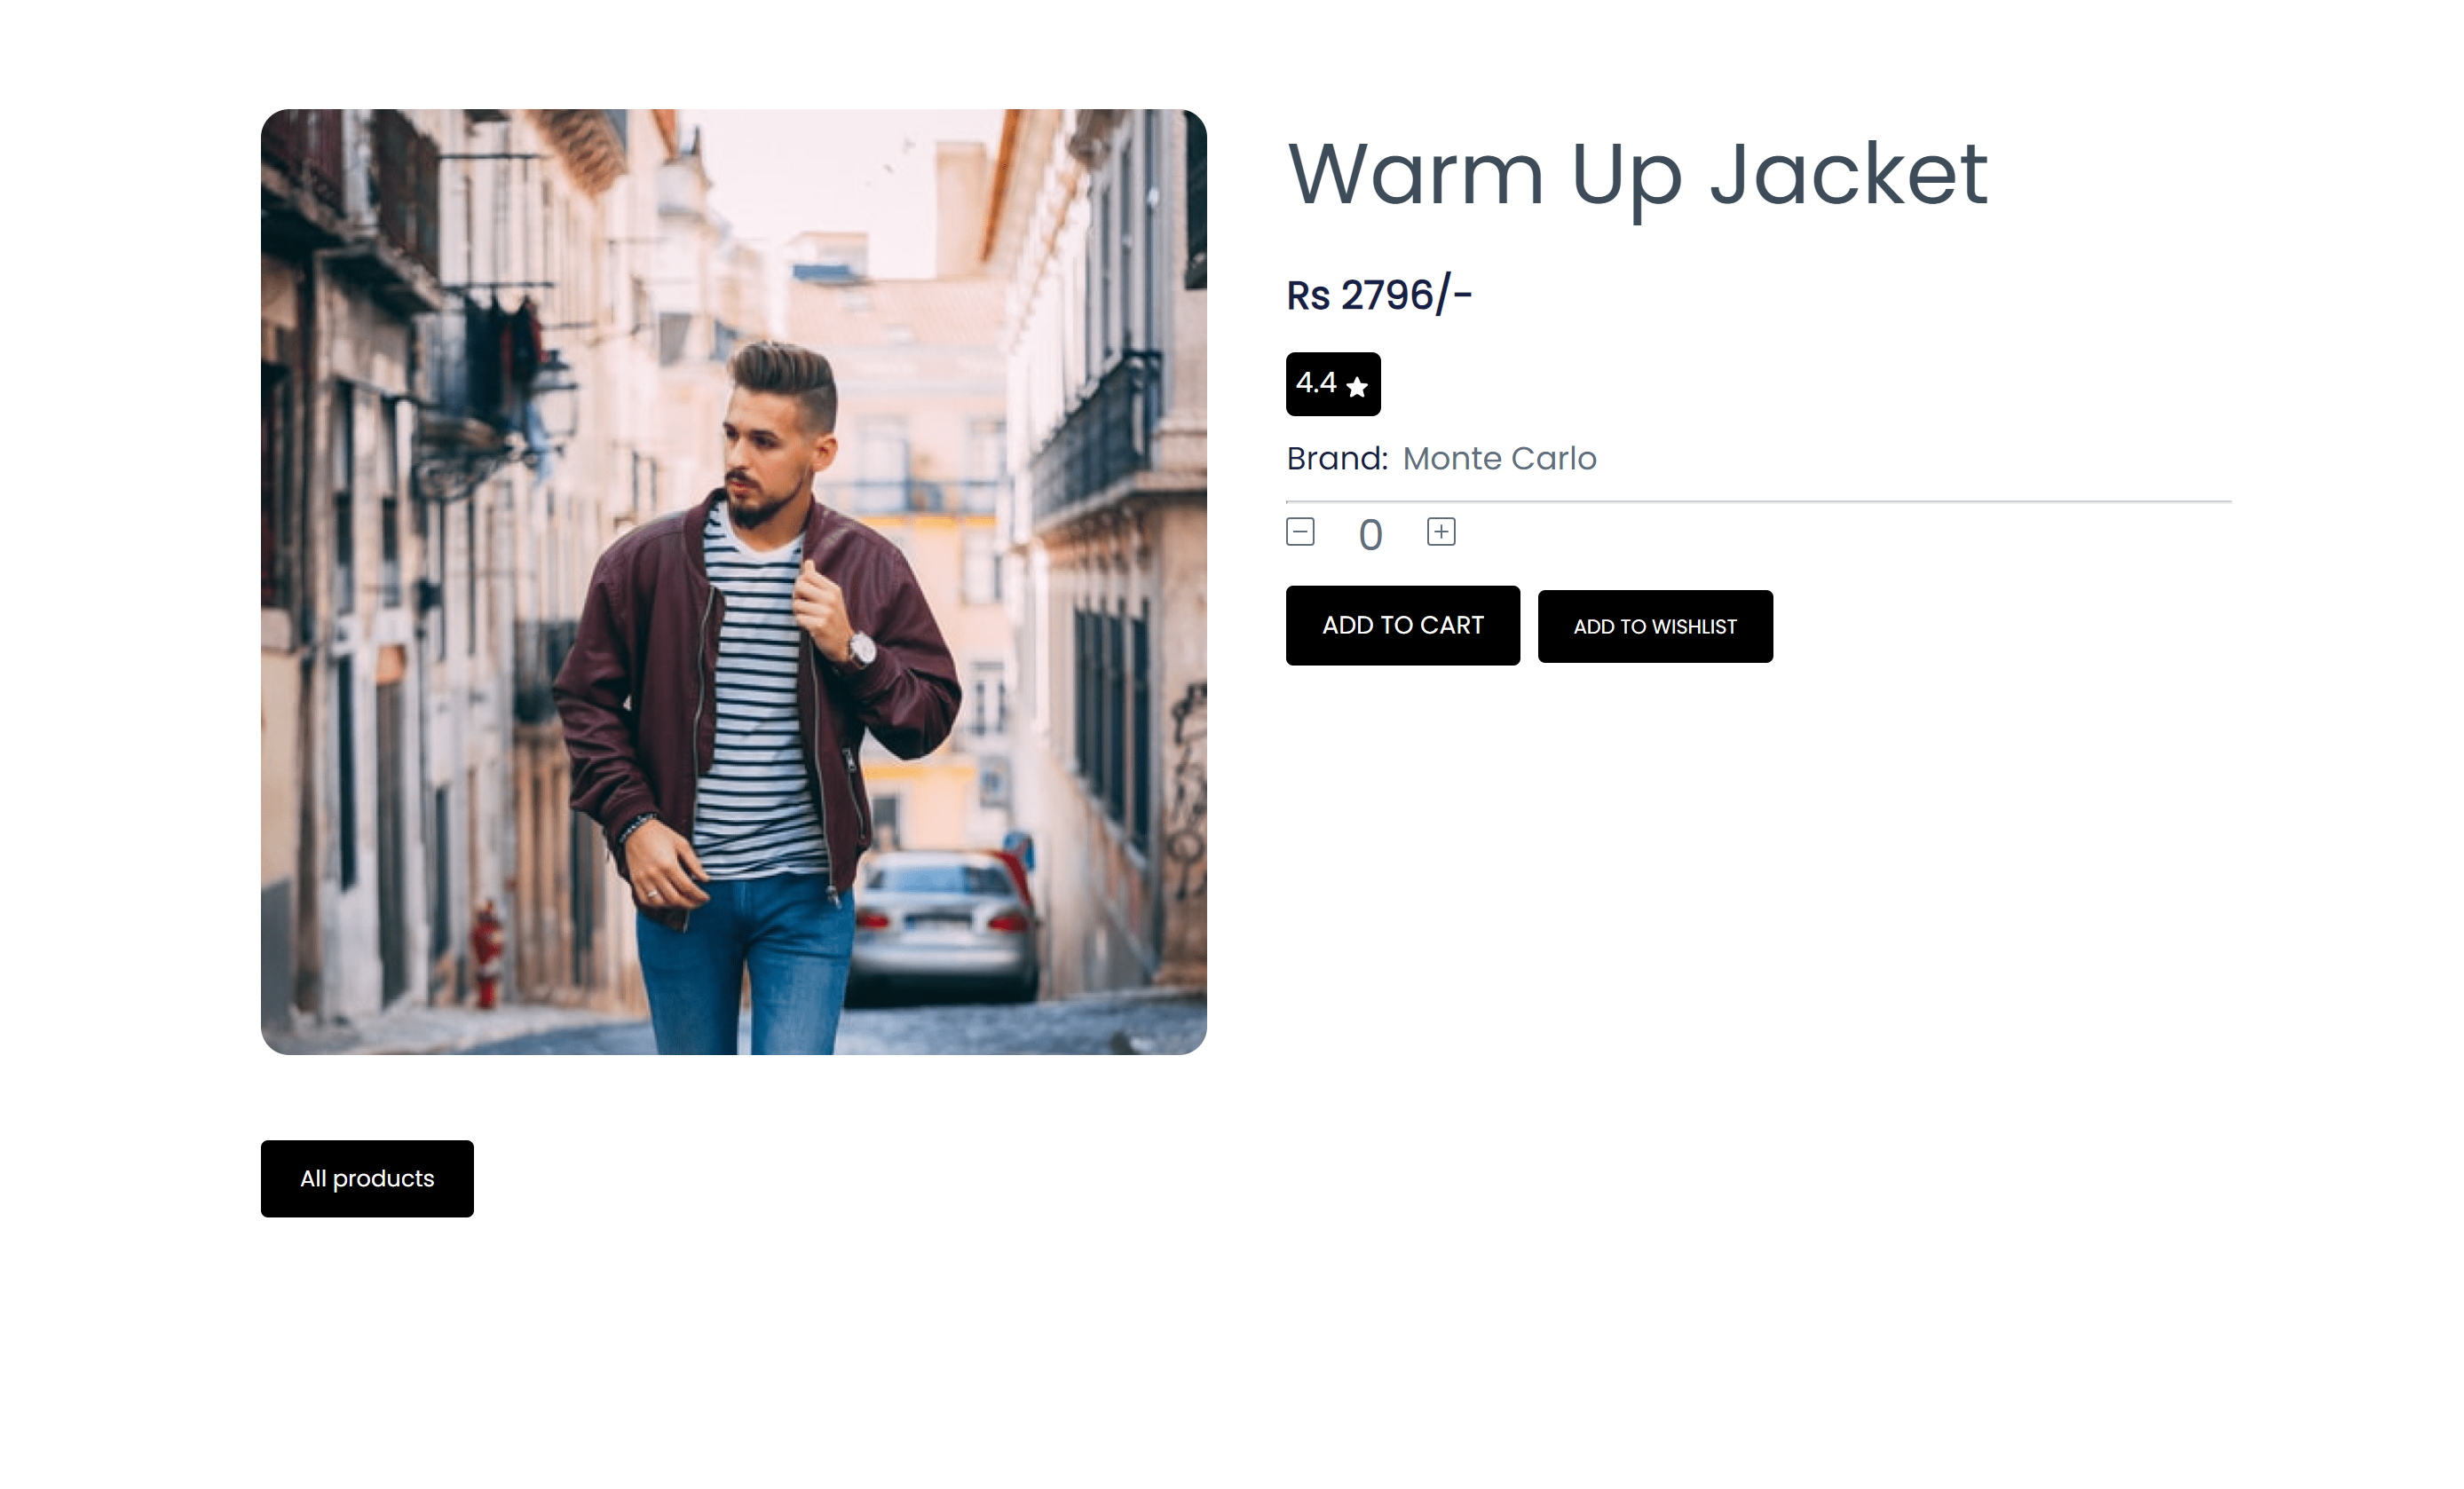 Warm Up Jacket
Rs 2796/-
4.4
Brand: Monte Carlo
0
ADD TO CART
ADD TO WISHLIST
All products